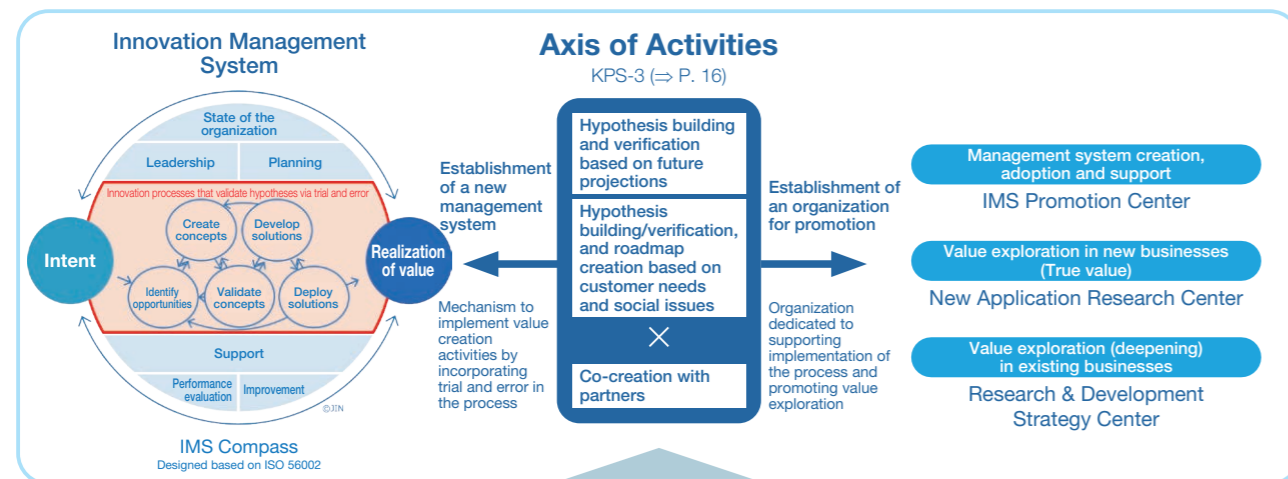 Innovation Management
System
State of the
organization
Leadership
Planning
Innovation processes that validate hypotheses via trial and error
Create
concepts
Develop
solutions
Intent
Realization
of value
Identify
opportunities
Validate
concepts
Deploy
solutions
Support
Performance
evaluation
Improvement
©JIN
IMS Compass
Designed based on ISO 56002
Establishment
of a new
management
system
Mechanism to
implement value
creation
activities by
incorporating
trial and error in
the process
Axis of Activities
KPS-3 (⇒ P. 16)
Hypothesis building
and verification
based on future
projections
Hypothesis
building/verification,
and roadmap
creation based on
customer needs
and social issues
×
Co-creation with
partners
Establishment of
an organization
for promotion
Organization
dedicated to
supporting
implementation of
the process and
promoting value
exploration
Management system creation,
adoption and support
IMS Promotion Center
Value exploration in new businesses
(True value)
New Application Research Center
Value exploration (deepening)
in existing businesses
Research & Development
Strategy Center